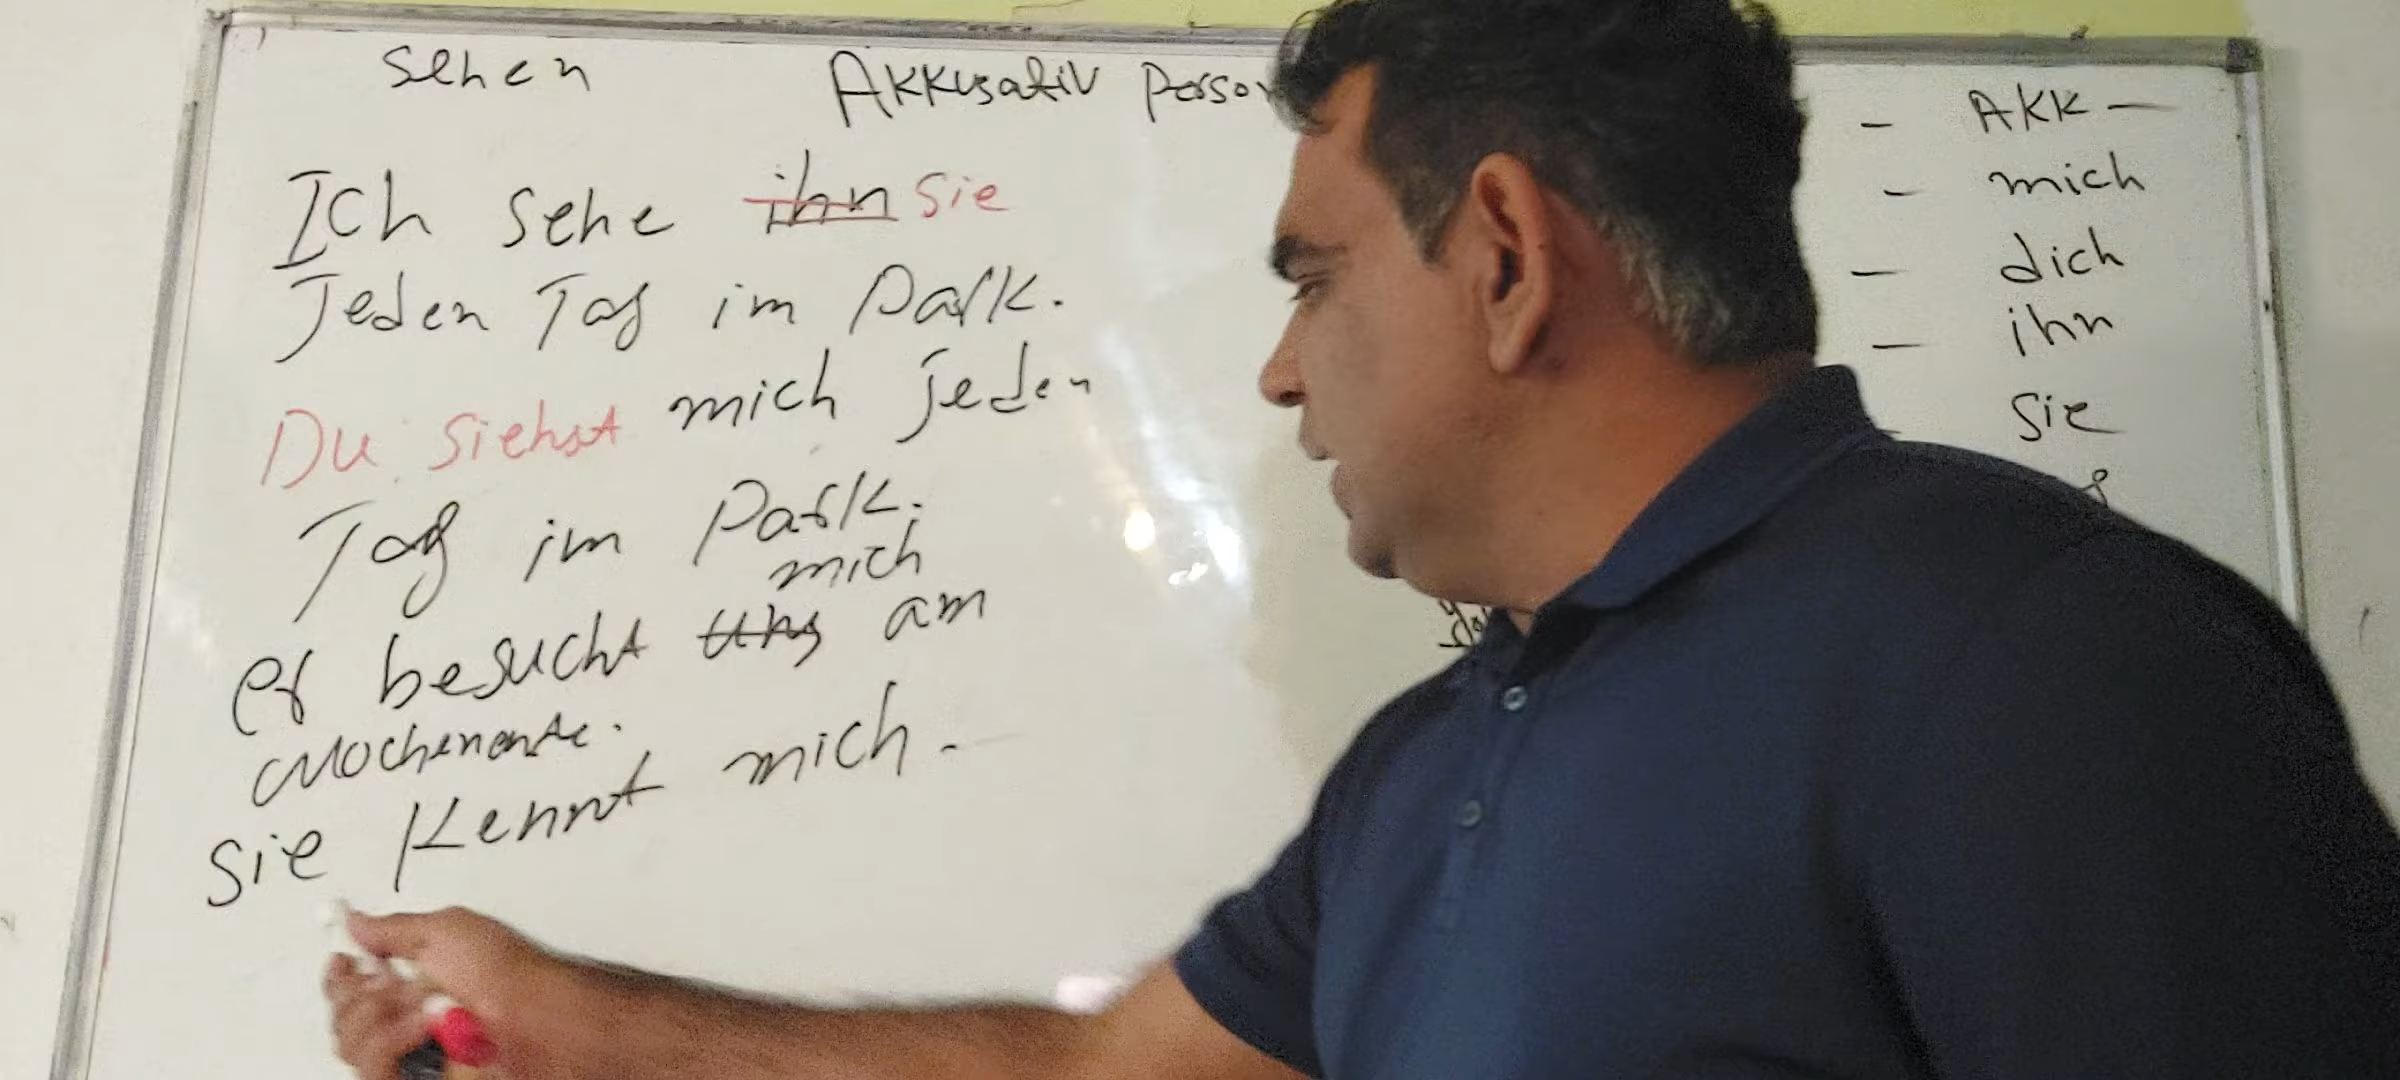 sehen
Akkusativ Person
- AKK -
Ich sehe ihn sie
- mich
Jeden Tag im Park.
- dich
Du siehst mich jeden
- ihn
- sie
Tag im Park.
mich
Er besucht uns am
Wochenende.
Sie kennt mich.